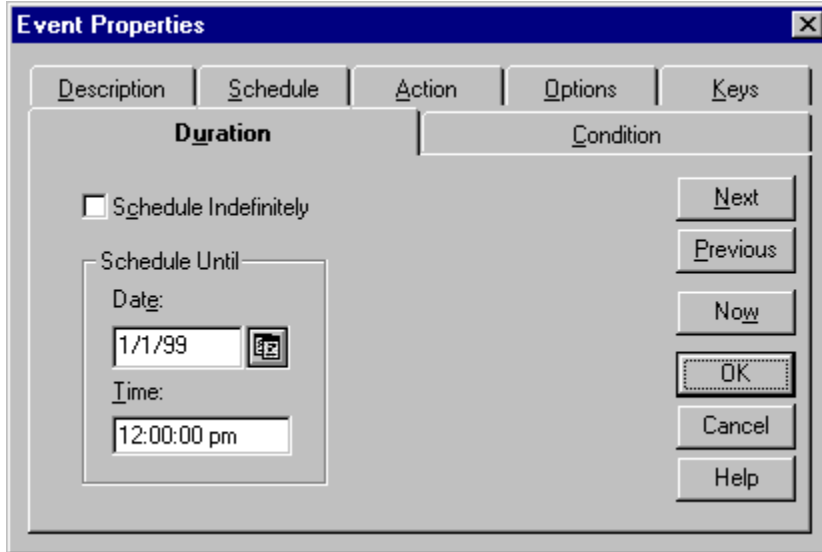 Event Properties
Description Schedule Action Options Keys
Duration Condition
Schedule Indefinitely
Schedule Until
Date:
1/1/99
Time:
12:00:00 pm
Next
Previous
Now
OK
Cancel
Help